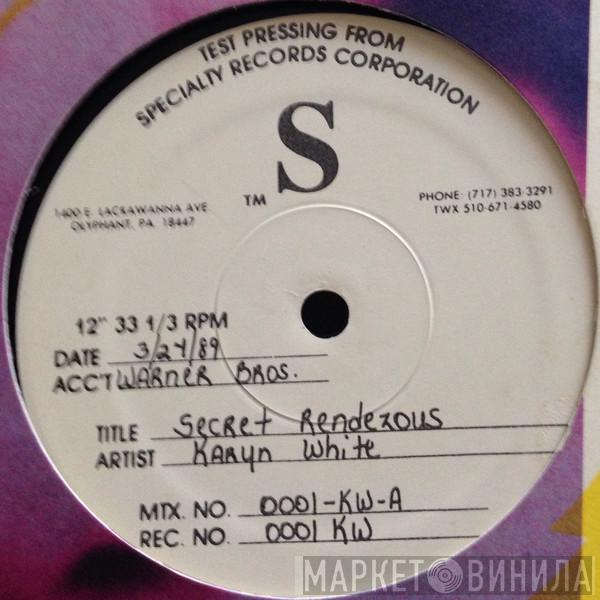 TEST PRESSING FROM
SPECIALTY RECORDS CORPORATION
S
TM
1400 E. LACKAWANNA AVE
OLYPHANT, PA. 18447
PHONE: (717) 383-3291
TWX 510-671-4580
12" 33 1/3 RPM
DATE 3/24/89
ACC'T WARNER BROS.
TITLE Secret Rendezous
ARTIST Karyn White
MTX. NO. 0001-KW-A
REC. NO. 0001 KW
МАРКЕТ ВИНИЛА